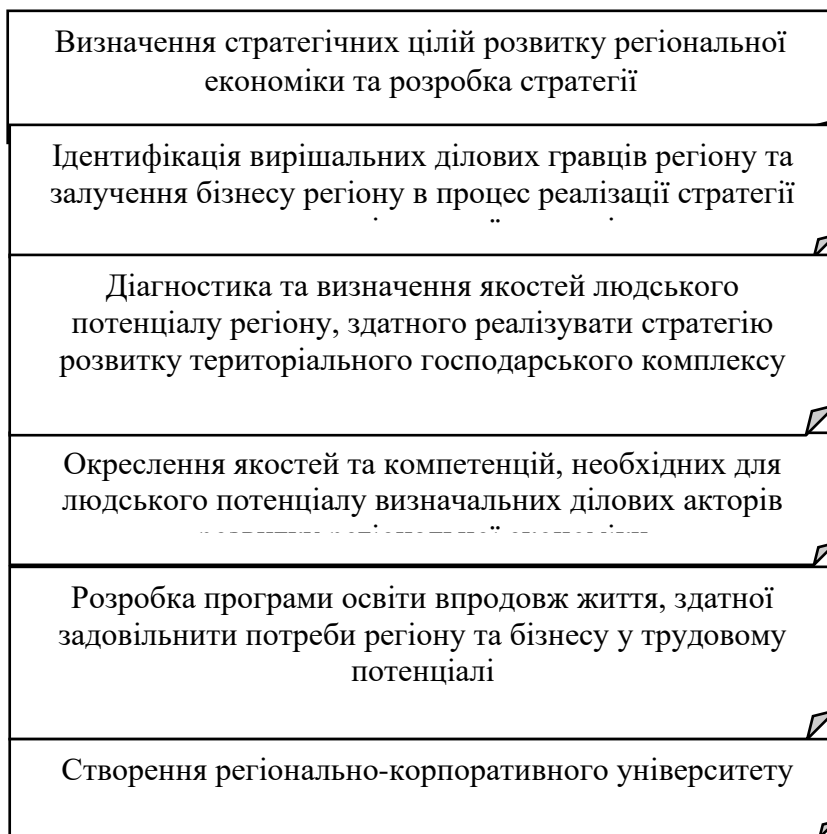 Визначення стратегічних цілій розвитку регіональної
економіки та розробка стратегії
Ідентифікація вирішальних ділових гравців регіону та
залучення бізнесу регіону в процес реалізації стратегії
Діагностика та визначення якостей людського
потенціалу регіону, здатного реалізувати стратегію
розвитку територіального господарського комплексу
Окреслення якостей та компетенцій, необхідних для
людського потенціалу визначальних ділових акторів
Розробка програми освіти впродовж життя, здатної
задовільнити потреби регіону та бізнесу у трудовому
потенціалі
Створення регіонально-корпоративного університету